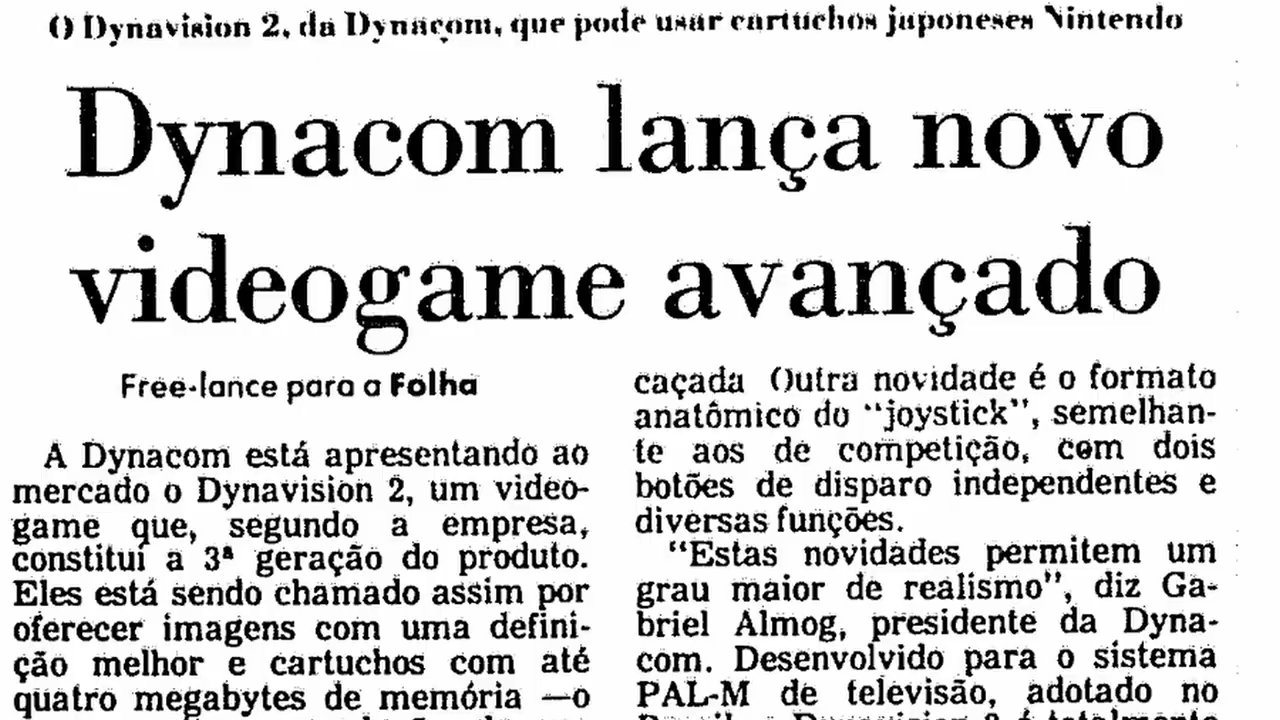 O Dynavision 2, da Dynacom, que pode usar cartuchos japoneses Nintendo
Dynacom lança novo
videogame avançado
Free-lance para a Folha
A Dynacom está apresentando ao
mercado o Dynavision 2, um video-
game que, segundo a empresa,
constitui a 3ª geração do produto.
Eles está sendo chamado assim por
oferecer imagens com uma defini-
ção melhor e cartuchos com até
quatro megabytes de memória —o
caçada Outra novidade é o formato
anatômico do "joystick", semelhan-
te aos de competição, com dois
botões de disparo independentes e
diversas funções.
"Estas novidades permitem um
grau maior de realismo", diz Ga-
briel Almog, presidente da Dyna-
com. Desenvolvido para o sistema
PAL-M de televisão, adotado no